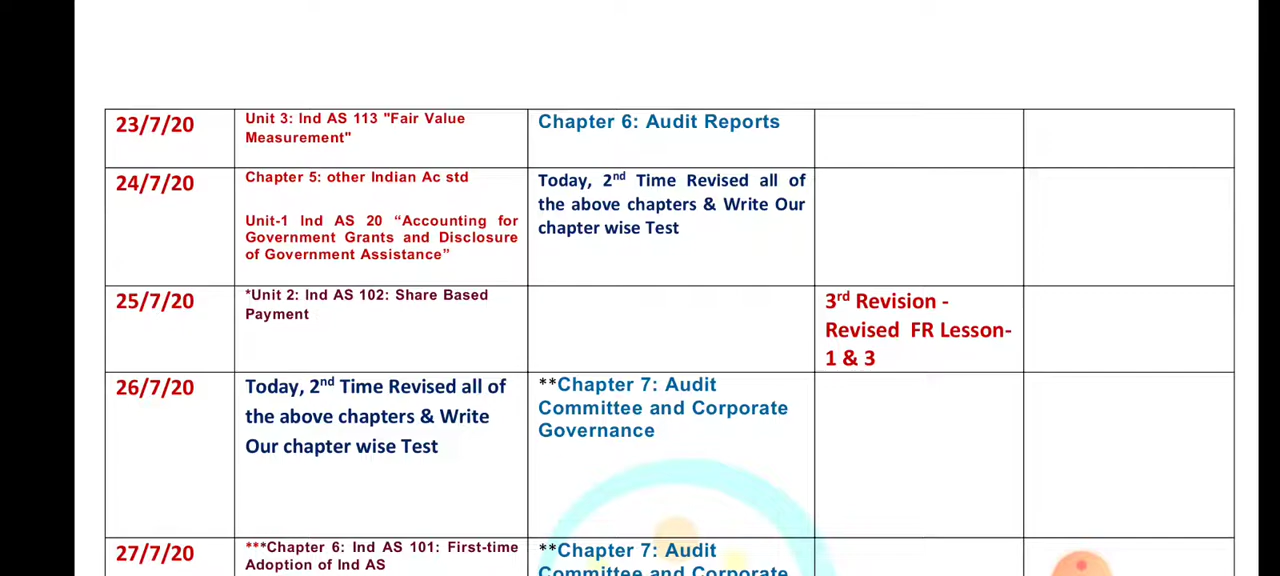 23/7/20
Unit 3: Ind AS 113 "Fair Value
Measurement"
Chapter 6: Audit Reports
24/7/20
Chapter 5: other Indian Ac std
Unit-1 Ind AS 20 “Accounting for
Government Grants and Disclosure
of Government Assistance”
Today, 2nd Time Revised all of
the above chapters & Write Our
chapter wise Test
25/7/20
*Unit 2: Ind AS 102: Share Based
Payment
3rd Revision -
Revised FR Lesson-
1 & 3
26/7/20
Today, 2nd Time Revised all of
the above chapters & Write
Our chapter wise Test
**Chapter 7: Audit
Committee and Corporate
Governance
27/7/20
***Chapter 6: Ind AS 101: First-time
Adoption of Ind AS
**Chapter 7: Audit
Committee and Corporate